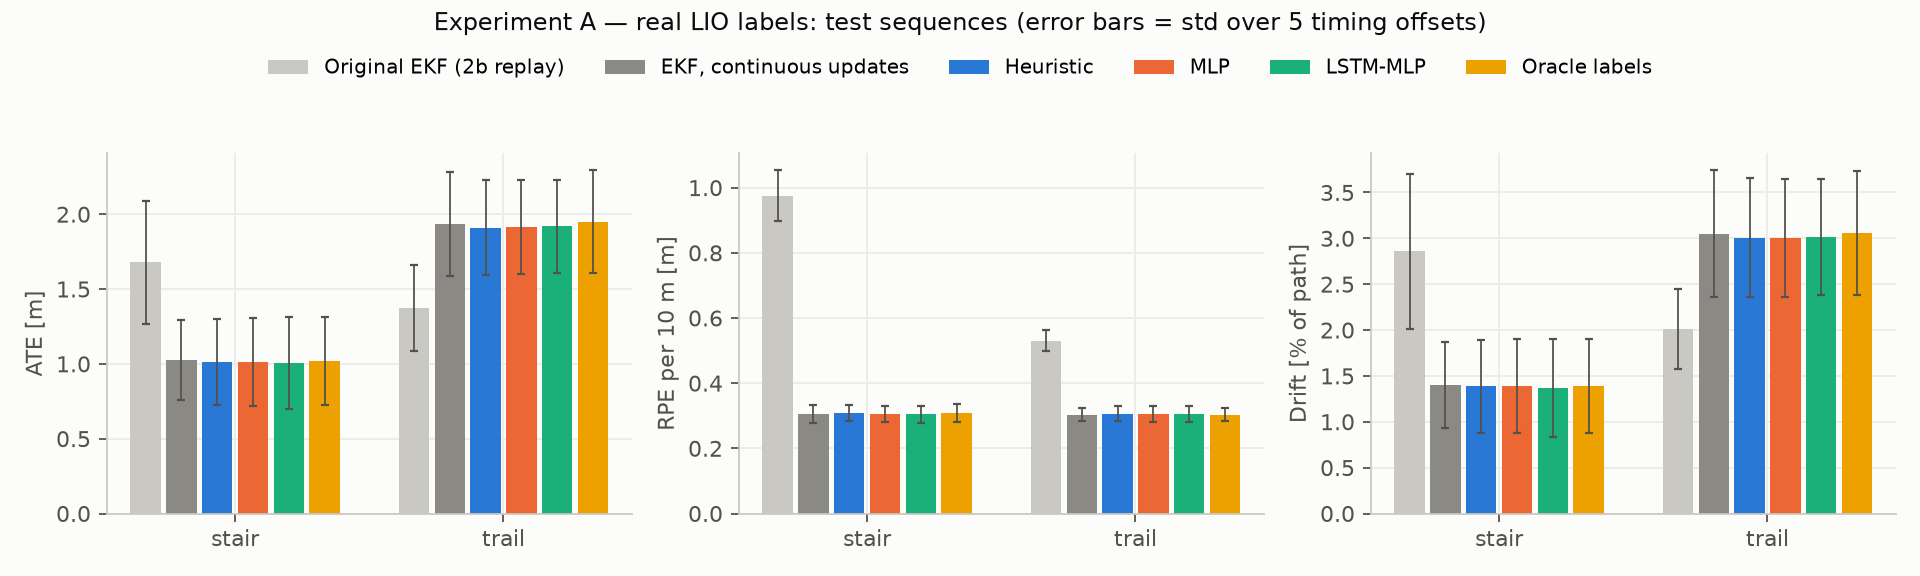 Experiment A — real LIO labels: test sequences (error bars = std over 5 timing offsets)
Original EKF (2b replay) EKF, continuous updates Heuristic MLP LSTM-MLP Oracle labels
ATE [m]
2.0
1.5
1.0
0.5
0.0
stair trail
RPE per 10 m [m]
1.0
0.8
0.6
0.4
0.2
0.0
stair trail
Drift [% of path]
3.5
3.0
2.5
2.0
1.5
1.0
0.5
0.0
stair trail